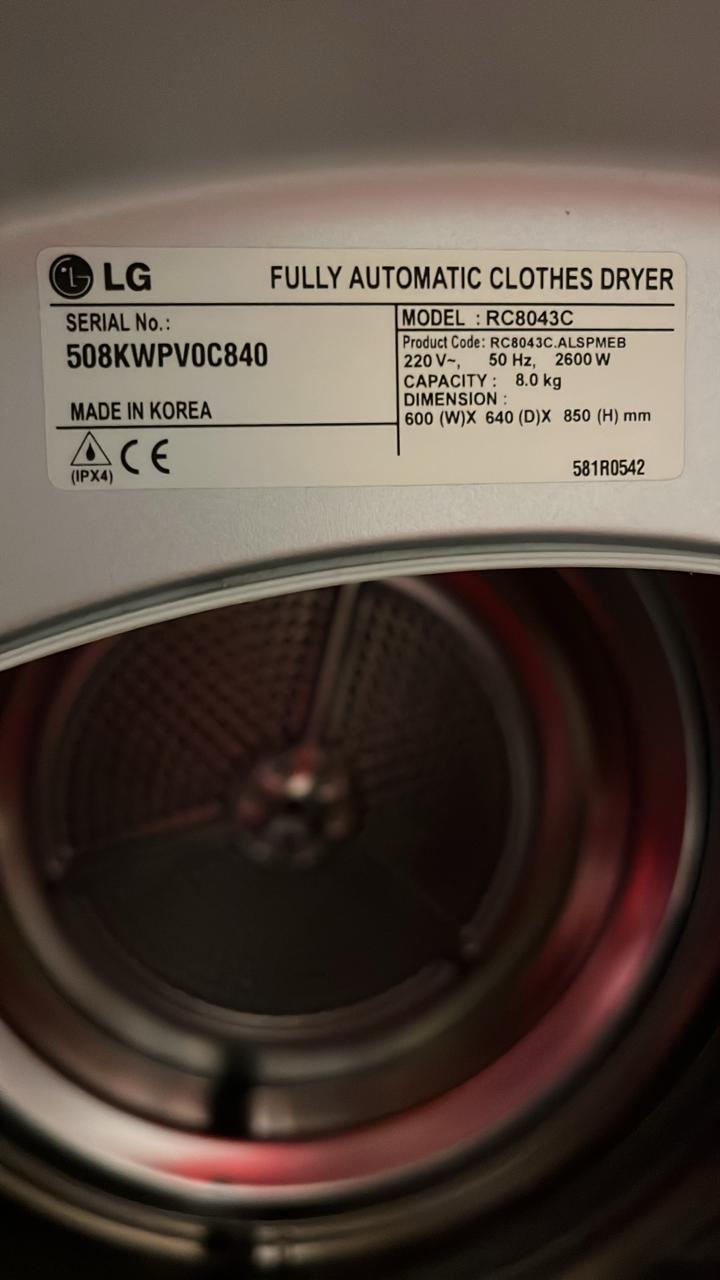 LG FULLY AUTOMATIC CLOTHES DRYER
SERIAL No.:
508KWPV0C840
MADE IN KOREA
(IPX4) CE
MODEL : RC8043C
Product Code: RC8043C.ALSPMEB
220 V~, 50 Hz, 2600 W
CAPACITY : 8.0 kg
DIMENSION :
600 (W)X 640 (D)X 850 (H) mm
581R0542